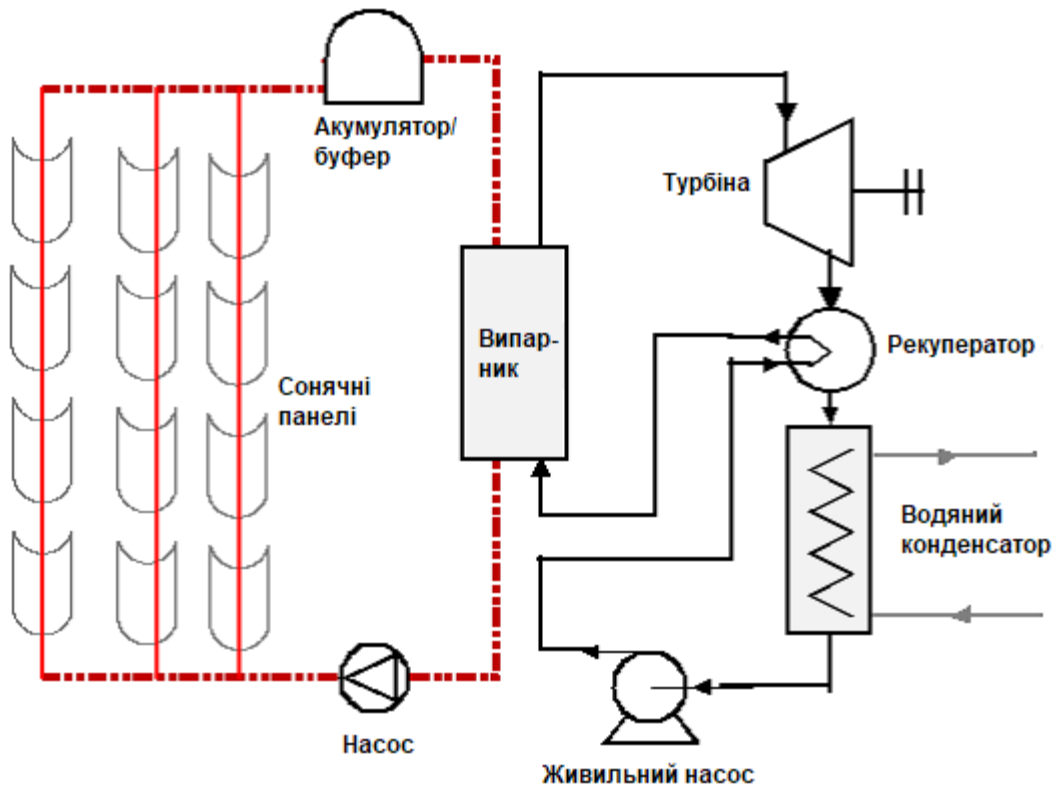 Акумулятор/
буфер
Турбіна
Випар-
ник
Рекуператор
Сонячні
панелі
Водяний
конденсатор
Насос
Живильний насос